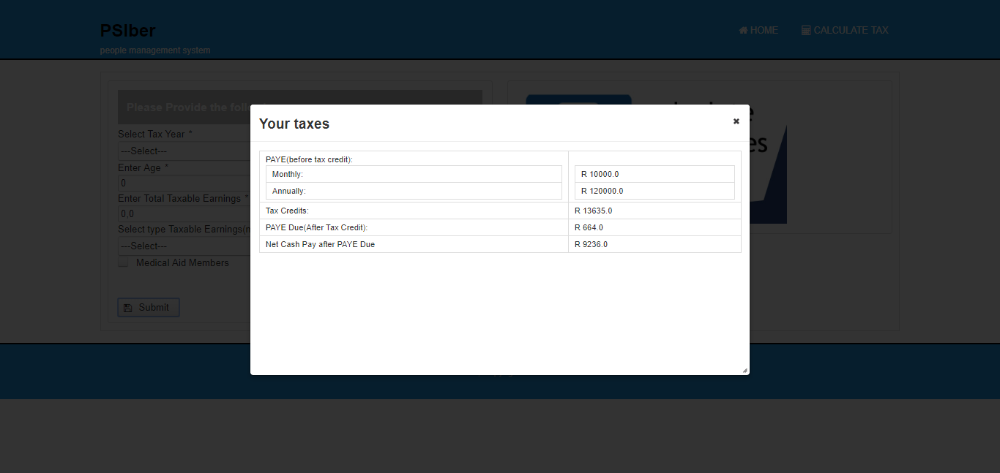 PSIber
people management system
HOME
CALCULATE TAX
Please Provide the foll
Select Tax Year *
---Select---
Enter Age *
0
Enter Total Taxable Earnings *
0,0
Select type Taxable Earnings(m
---Select---
Medical Aid Members
Submit
Your taxes
PAYE(before tax credit):
Monthly: R 10000.0
Annually: R 120000.0
Tax Credits: R 13635.0
PAYE Due(After Tax Credit): R 664.0
Net Cash Pay after PAYE Due R 9236.0